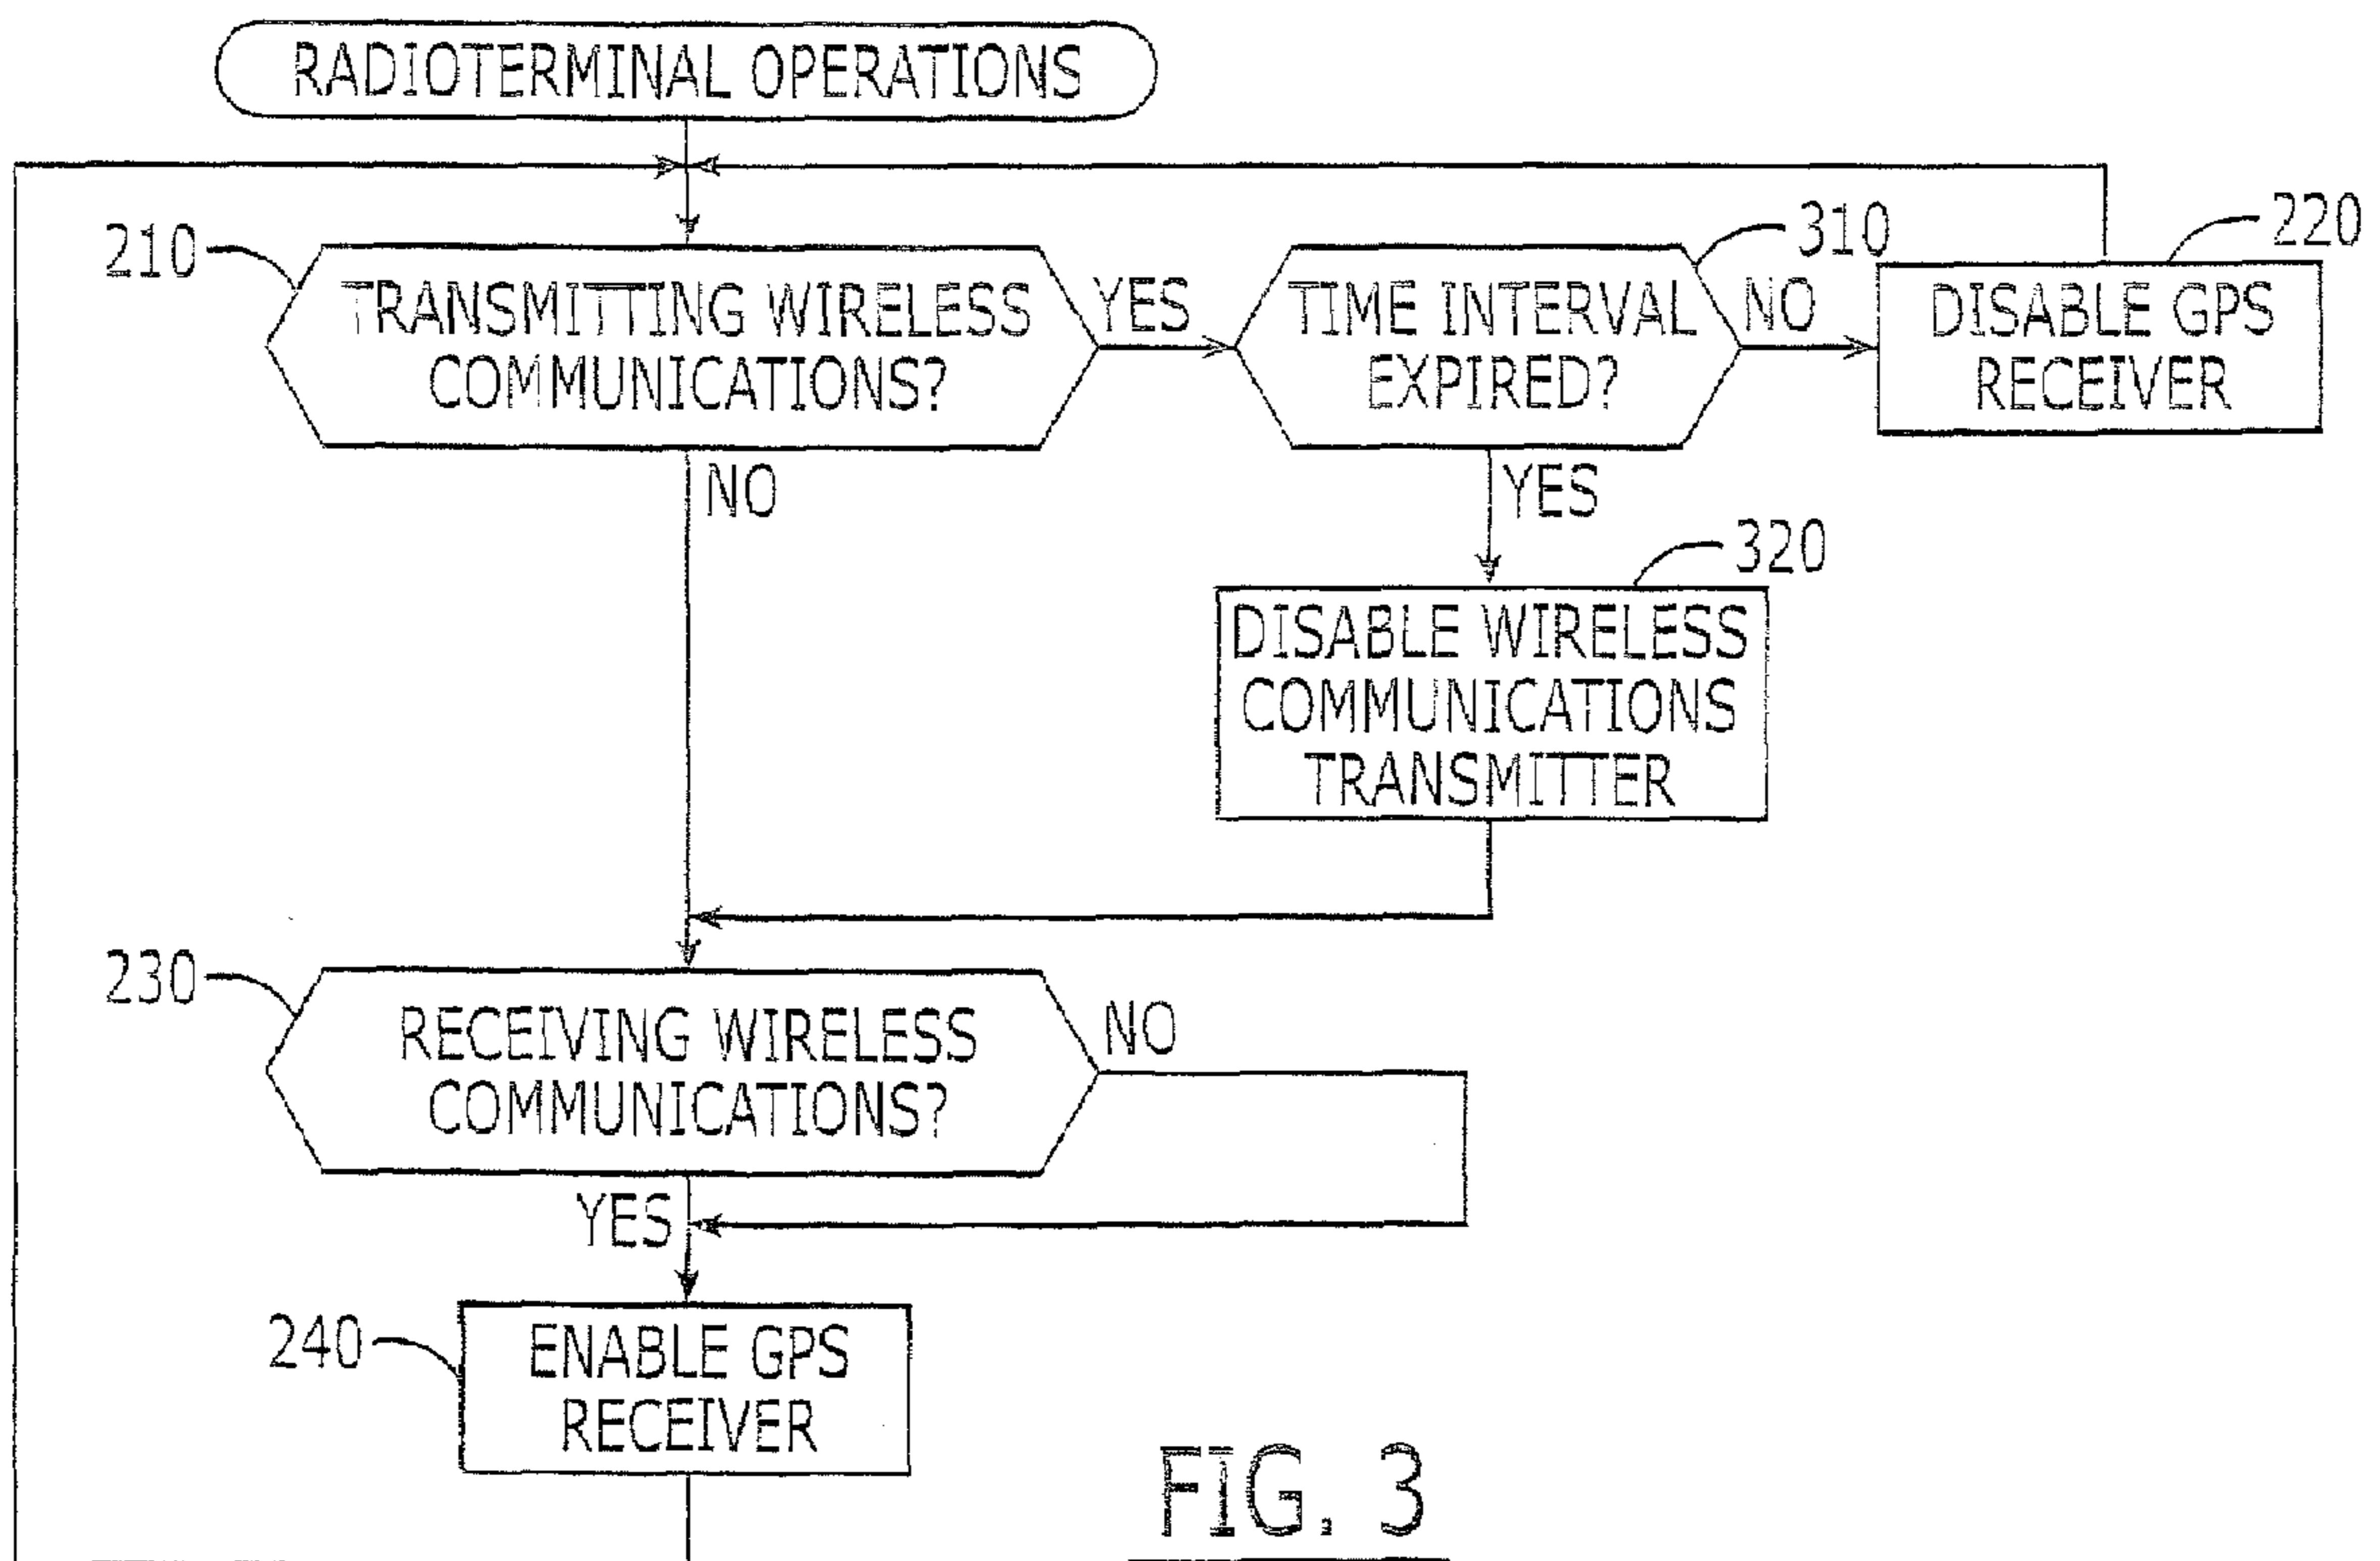 RADIOTERMINAL OPERATIONS
210
TRANSMITTING WIRELESS
COMMUNICATIONS?
YES
NO
310
TIME INTERVAL
EXPIRED?
NO
YES
220
DISABLE GPS
RECEIVER
320
DISABLE WIRELESS
COMMUNICATIONS
TRANSMITTER
230
RECEIVING WIRELESS
COMMUNICATIONS?
NO
YES
240
ENABLE GPS
RECEIVER
FIG. 3